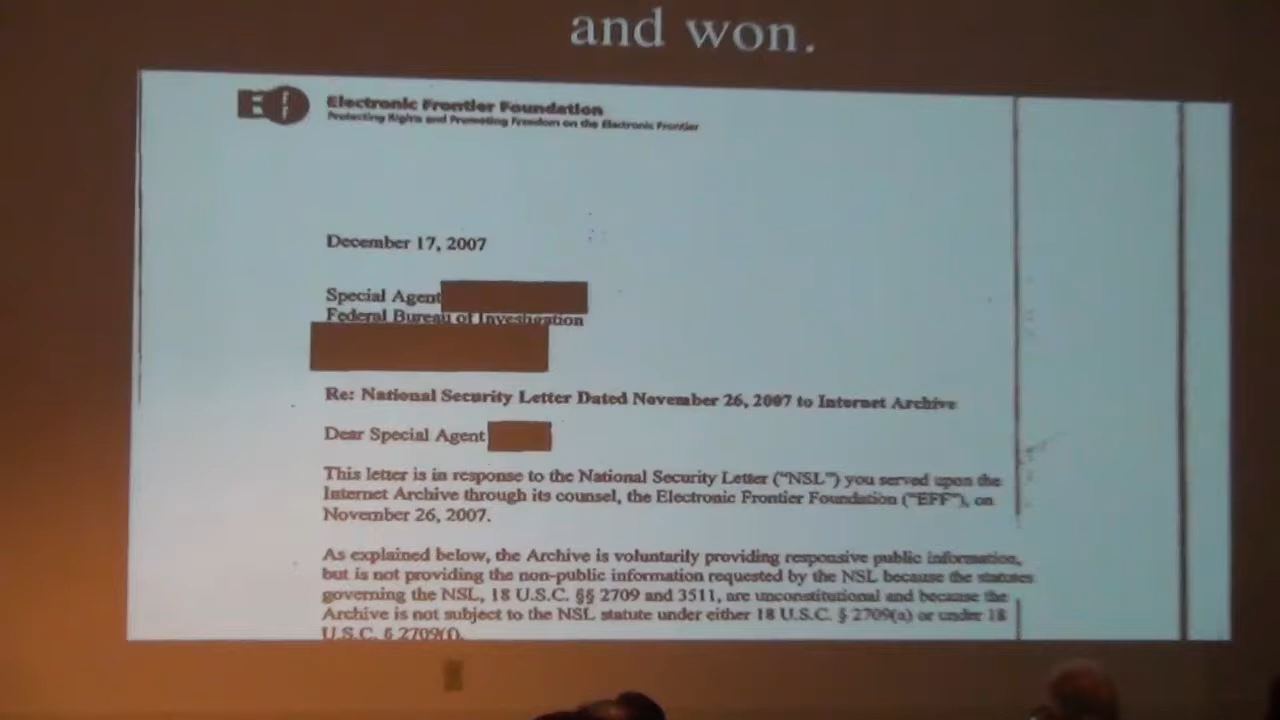 and won.
EFF
Electronic Frontier Foundation
Protecting Rights and Promoting Freedom on the Electronic Frontier
December 17, 2007
Special Agent
Federal Bureau of Investigation
Re: National Security Letter Dated November 26, 2007 to Internet Archive
Dear Special Agent
This letter is in response to the National Security Letter ("NSL") you served upon the
Internet Archive through its counsel, the Electronic Frontier Foundation ("EFF"), on
November 26, 2007.
As explained below, the Archive is voluntarily providing responsive public information,
but is not providing the non-public information requested by the NSL because the statutes
governing the NSL, 18 U.S.C. §§ 2709 and 3511, are unconstitutional and because the
Archive is not subject to the NSL statute under either 18 U.S.C. § 2709(a) or under 18
U.S.C. § 2709(f).